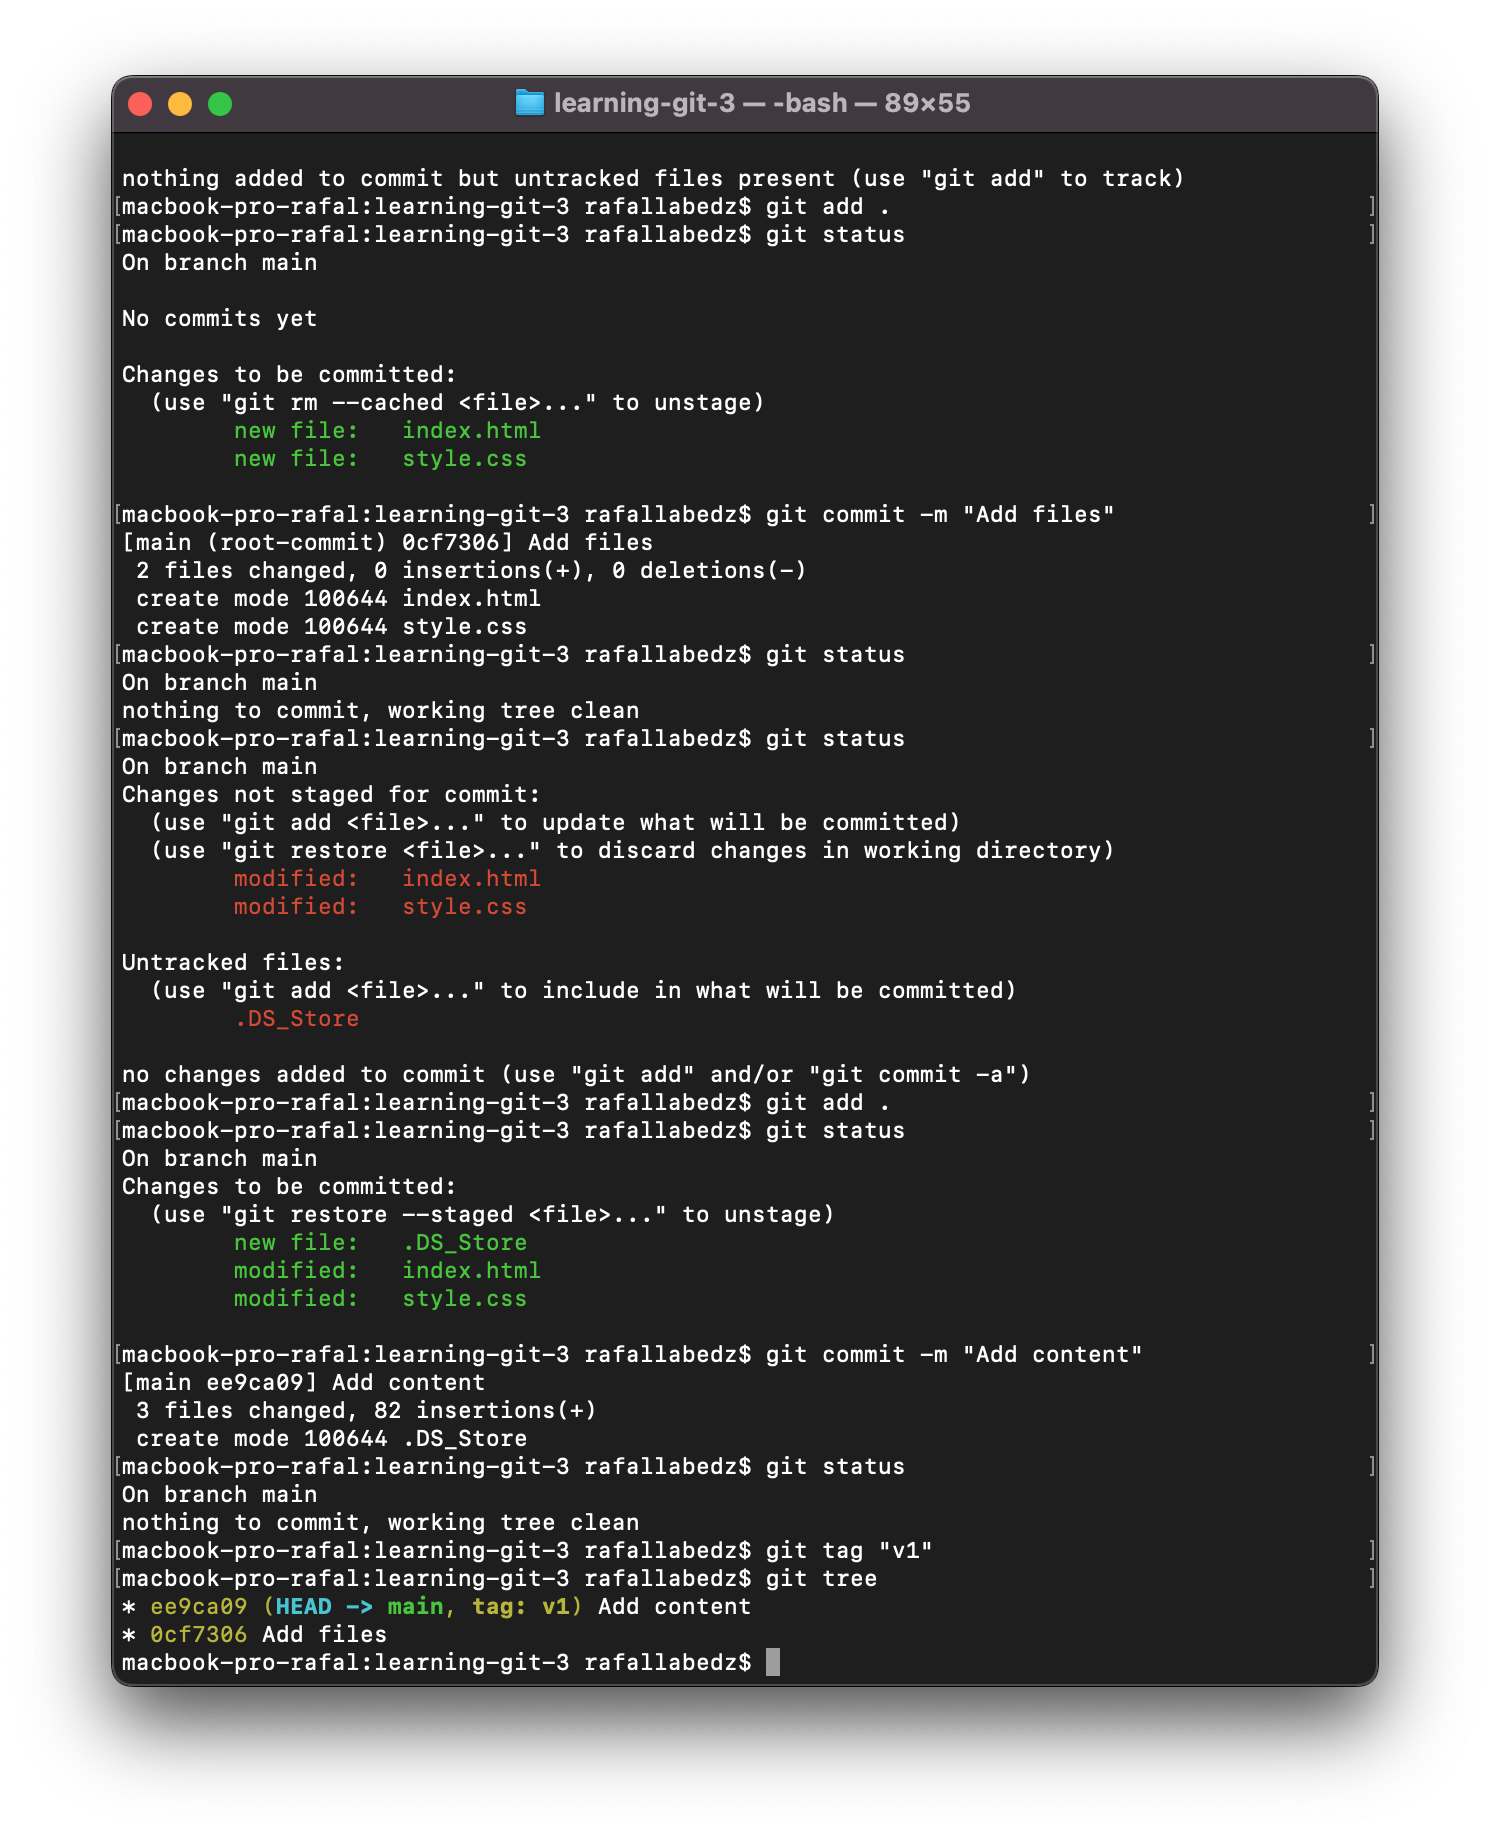 learning-git-3 — -bash — 89×55
nothing added to commit but untracked files present (use "git add" to track)
[macbook-pro-rafal:learning-git-3 rafallabedz$ git add . ]
[macbook-pro-rafal:learning-git-3 rafallabedz$ git status ]
On branch main
No commits yet
Changes to be committed:
  (use "git rm --cached <file>..." to unstage)
        new file:   index.html
        new file:   style.css
[macbook-pro-rafal:learning-git-3 rafallabedz$ git commit -m "Add files" ]
[main (root-commit) 0cf7306] Add files
 2 files changed, 0 insertions(+), 0 deletions(-)
 create mode 100644 index.html
 create mode 100644 style.css
[macbook-pro-rafal:learning-git-3 rafallabedz$ git status ]
On branch main
nothing to commit, working tree clean
[macbook-pro-rafal:learning-git-3 rafallabedz$ git status ]
On branch main
Changes not staged for commit:
  (use "git add <file>..." to update what will be committed)
  (use "git restore <file>..." to discard changes in working directory)
        modified:   index.html
        modified:   style.css
Untracked files:
  (use "git add <file>..." to include in what will be committed)
        .DS_Store
no changes added to commit (use "git add" and/or "git commit -a")
[macbook-pro-rafal:learning-git-3 rafallabedz$ git add . ]
[macbook-pro-rafal:learning-git-3 rafallabedz$ git status ]
On branch main
Changes to be committed:
  (use "git restore --staged <file>..." to unstage)
        new file:   .DS_Store
        modified:   index.html
        modified:   style.css
[macbook-pro-rafal:learning-git-3 rafallabedz$ git commit -m "Add content" ]
[main ee9ca09] Add content
 3 files changed, 82 insertions(+)
 create mode 100644 .DS_Store
[macbook-pro-rafal:learning-git-3 rafallabedz$ git status ]
On branch main
nothing to commit, working tree clean
[macbook-pro-rafal:learning-git-3 rafallabedz$ git tag "v1" ]
[macbook-pro-rafal:learning-git-3 rafallabedz$ git tree ]
* ee9ca09 (HEAD -> main, tag: v1) Add content
* 0cf7306 Add files
macbook-pro-rafal:learning-git-3 rafallabedz$